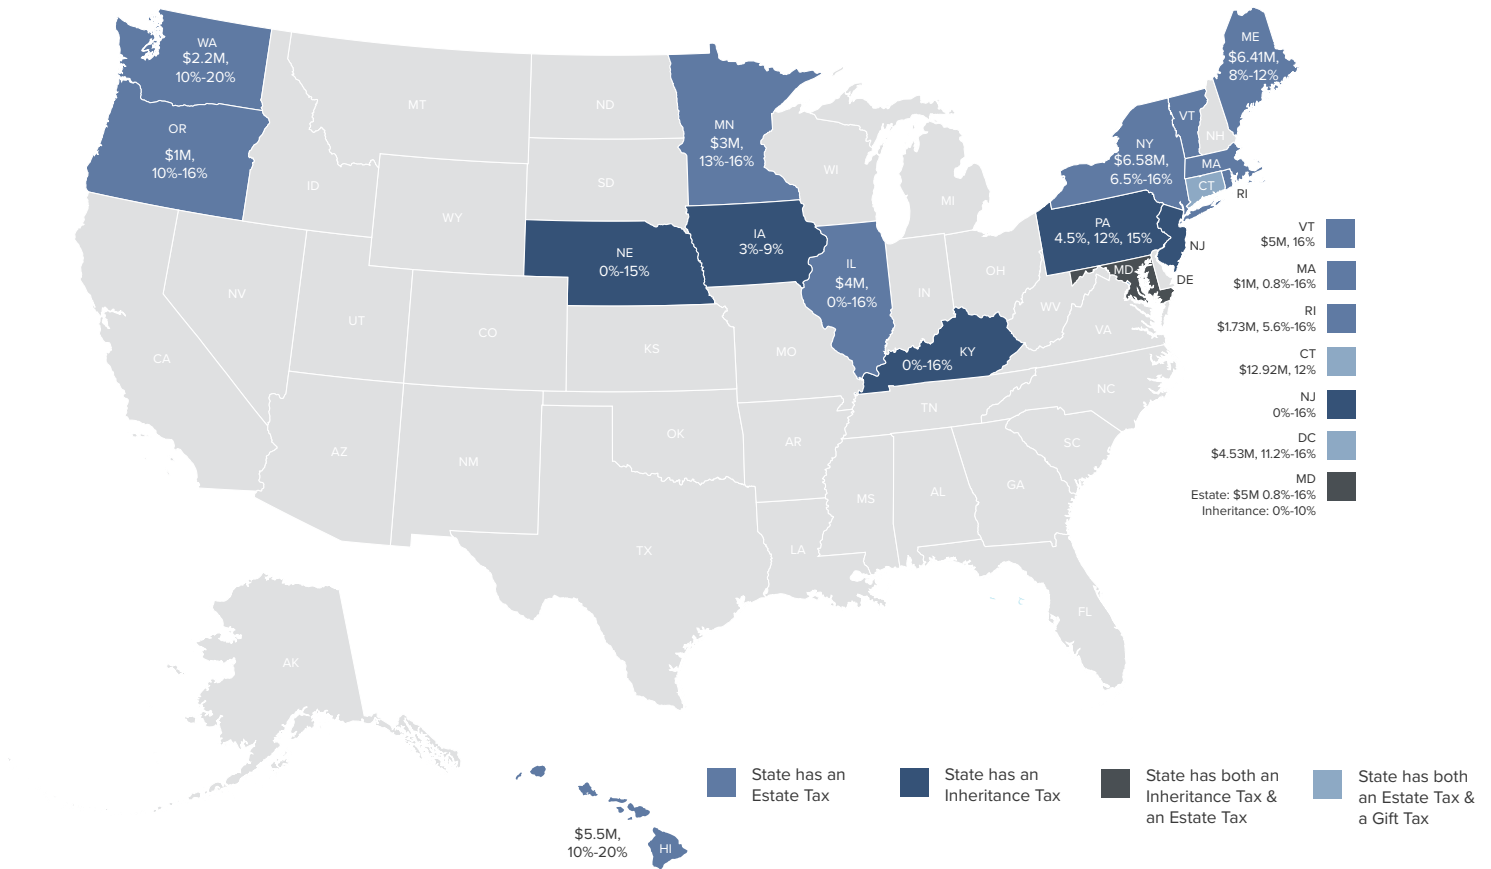 WA
$2.2M,
10%-20%
OR
$1M,
10%-16%
MT
ID
ND
SD
WY
MN
$3M,
13%-16%
WI
MI
ME
$6.41M,
8%-12%
VT
NH
NY
$6.58M,
6.5%-16%
MA
CT
RI
NE
0%-15%
IA
3%-9%
IL
$4M,
0%-16%
IN
OH
PA
4.5%, 12%, 15%
NJ
MD
DE
WV
VA
KY
0%-16%
NV
UT
CO
KS
MO
CA
AZ
NM
OK
AR
TN
NC
SC
MS
AL
GA
TX
LA
FL
AK
HI
$5.5M,
10%-20%
VT
$5M, 16%
MA
$1M, 0.8%-16%
RI
$1.73M, 5.6%-16%
CT
$12.92M, 12%
NJ
0%-16%
DC
$4.53M, 11.2%-16%
MD
Estate: $5M 0.8%-16%
Inheritance: 0%-10%
State has an
Estate Tax
State has an
Inheritance Tax
State has both an
Inheritance Tax &
an Estate Tax
State has both
an Estate Tax &
a Gift Tax